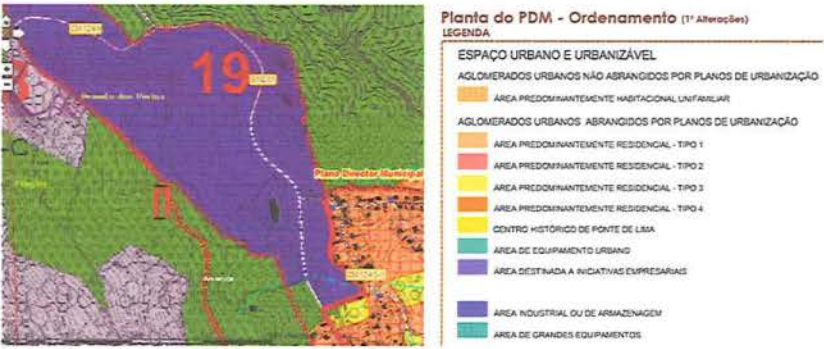 19
Plano Director Municipal
Planta do PDM - Ordenamento (1ª Alterações)
LEGENDA
ESPAÇO URBANO E URBANIZÁVEL
AGLOMERADOS URBANOS NÃO ABRANGIDOS POR PLANOS DE URBANIZAÇÃO
ÁREA PREDOMINANTEMENTE HABITACIONAL UNIFAMILIAR
AGLOMERADOS URBANOS ABRANGIDOS POR PLANOS DE URBANIZAÇÃO
ÁREA PREDOMINANTEMENTE RESIDENCIAL - TIPO 1
ÁREA PREDOMINANTEMENTE RESIDENCIAL - TIPO 2
ÁREA PREDOMINANTEMENTE RESIDENCIAL - TIPO 3
ÁREA PREDOMINANTEMENTE RESIDENCIAL - TIPO 4
CENTRO HISTÓRICO DE PONTE DE LIMA
ÁREA DE EQUIPAMENTO URBANO
ÁREA DESTINADA A INICIATIVAS EMPRESARIAIS
ÁREA INDUSTRIAL OU DE ARMAZENAGEM
ÁREA DE GRANDES EQUIPAMENTOS